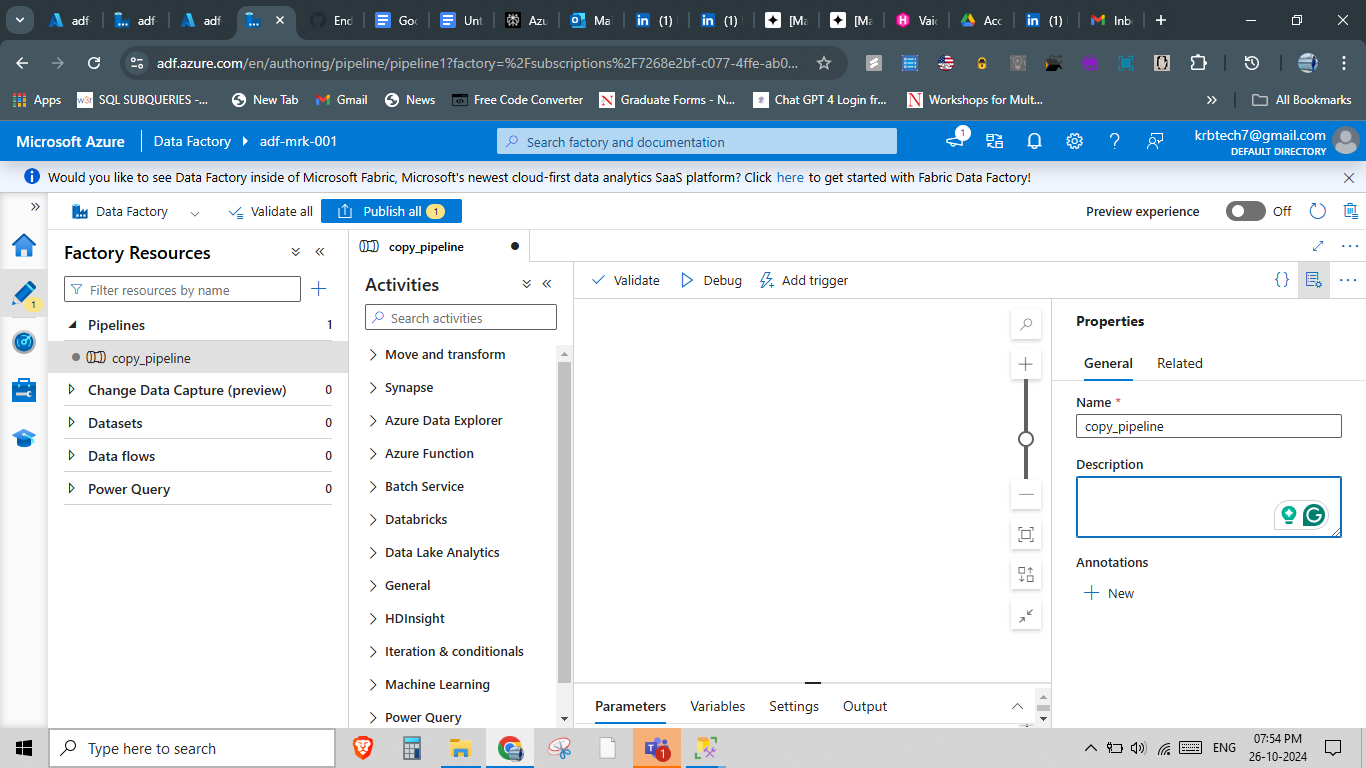 adf
adf
adf
End
Goo
Unt
Azu
Mai
(1)
(1)
[Ma
[Ma
Vaid
Acc
(1)
Inb
adf.azure.com/en/authoring/pipeline/pipeline1?factory=%2Fsubscriptions%2F7268e2bf-c077-4ffe-ab0...
Apps
w3r
SQL SUBQUERIES -...
New Tab
Gmail
News
Free Code Converter
Graduate Forms - N...
Chat GPT 4 Login fr...
Workshops for Mult...
»
All Bookmarks
Microsoft Azure
Data Factory
adf-mrk-001
Search factory and documentation
1
krbtech7@gmail.com
DEFAULT DIRECTORY
Would you like to see Data Factory inside of Microsoft Fabric, Microsoft's newest cloud-first data analytics SaaS platform? Click here to get started with Fabric Data Factory!
Data Factory
Validate all
Publish all 1
Preview experience
Off
1
Factory Resources
Filter resources by name
Pipelines 1
copy_pipeline
Change Data Capture (preview) 0
Datasets 0
Data flows 0
Power Query 0
copy_pipeline
Activities
Search activities
Move and transform
Synapse
Azure Data Explorer
Azure Function
Batch Service
Databricks
Data Lake Analytics
General
HDInsight
Iteration & conditionals
Machine Learning
Power Query
Validate
Debug
Add trigger
{}
Parameters
Variables
Settings
Output
Properties
General
Related
Name *
copy_pipeline
Description
Annotations
New
Type here to search
1
ENG
07:54 PM
26-10-2024